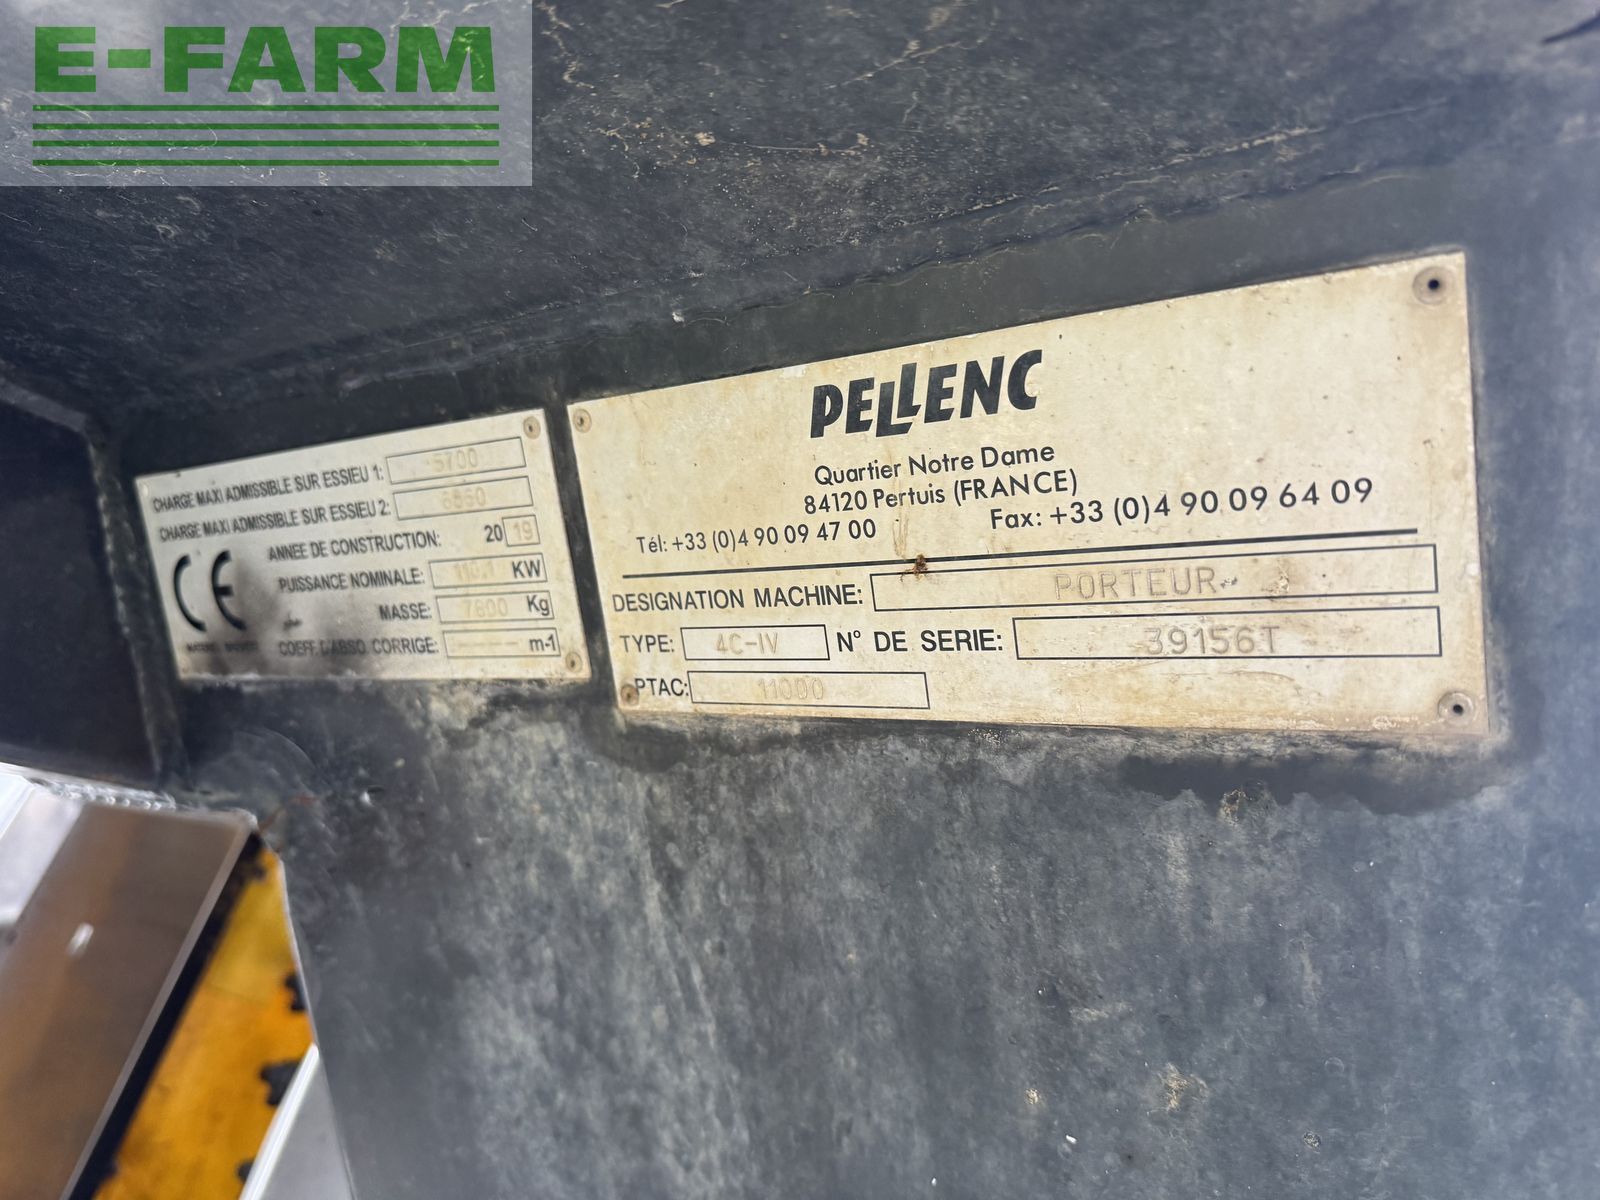 E-FARM
CHARGE MAXI ADMISSIBLE SUR ESSIEU 1: 5700
CHARGE MAXI ADMISSIBLE SUR ESSIEU 2:
ANNEE DE CONSTRUCTION: 2019
PUISSANCE NOMINALE: KW
MASSE: 7800 Kg
COEFF. L'ABSO. CORRIGE: m-1
CE
PELLENC
Quartier Notre Dame
84120 Pertuis (FRANCE)
Tél: +33 (0)4 90 09 47 00 Fax: +33 (0)4 90 09 64 09
DESIGNATION MACHINE: PORTEUR
TYPE: 4C-IV N° DE SERIE: 39156T
PTAC: 11000